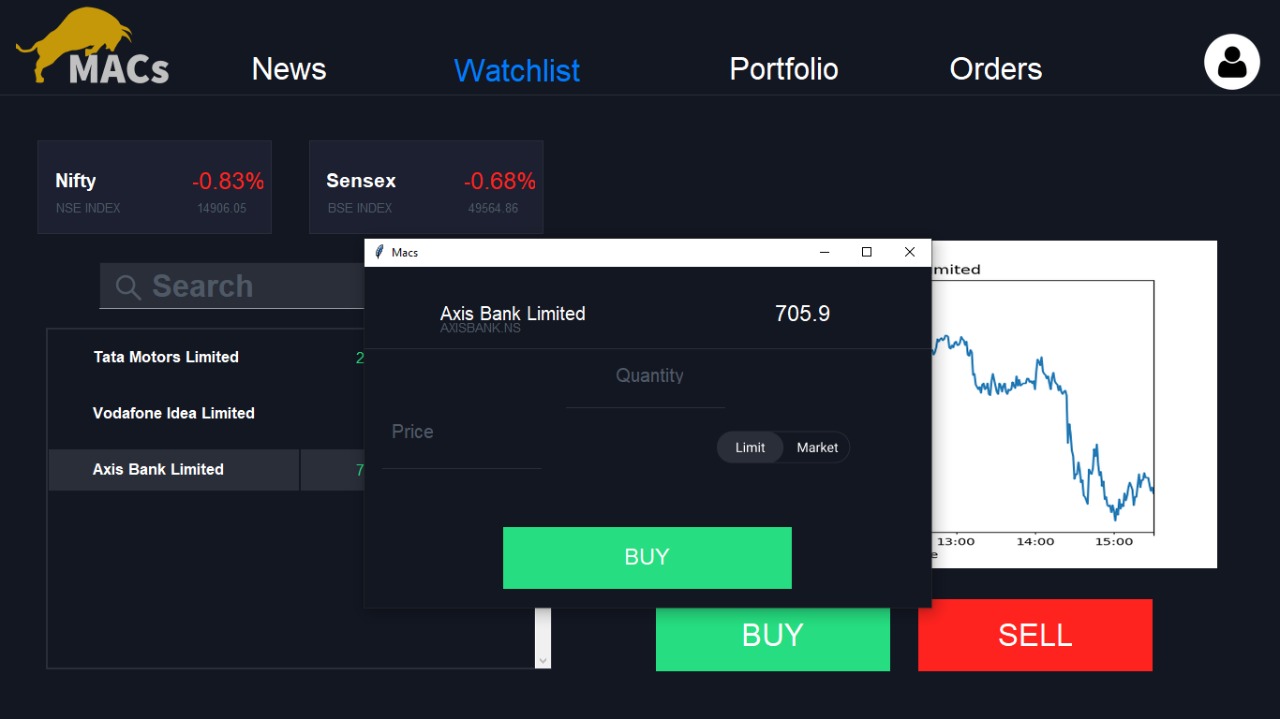 MACs
News
Watchlist
Portfolio
Orders
Nifty -0.83%
NSE INDEX 14906.05
Sensex -0.68%
BSE INDEX 49564.86
Search
Tata Motors Limited 2
Vodafone Idea Limited
Axis Bank Limited 7
Macs
Axis Bank Limited 705.9
AXISBANK.NS
Quantity
Price
Limit Market
BUY
mited
13:00 14:00 15:00
e
BUY
SELL